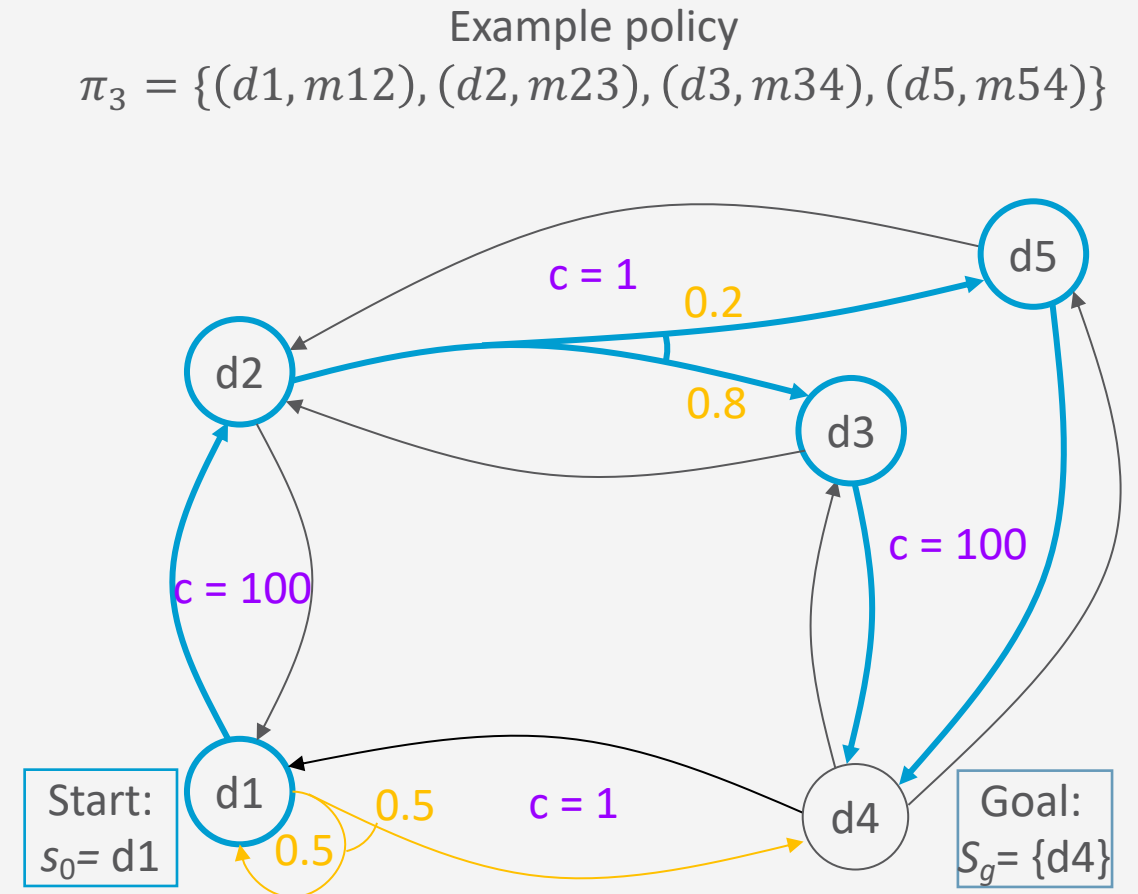 Example policy
π₃ = {(d1, m12), (d2, m23), (d3, m34), (d5, m54)}
d5
c = 1
0.2
d2
0.8
d3
c = 100
c = 100
Start:
s₀= d1
d1
0.5
0.5
c = 1
d4
Goal:
S_g= {d4}